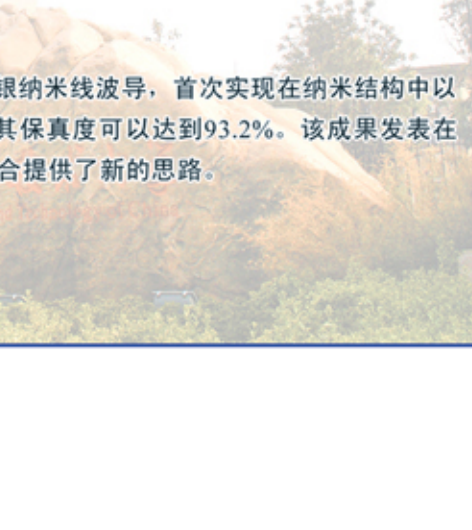 银纳米线波导，首次实现在纳米结构中以
其保真度可以达到93.2%。该成果发表在
合提供了新的思路。